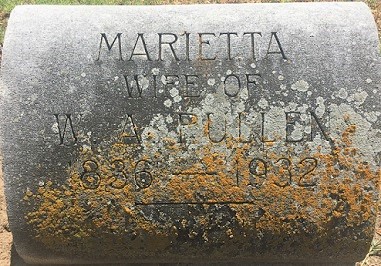 MARIETTA
WIFE OF
W. A. PULLEN
836 — 1932